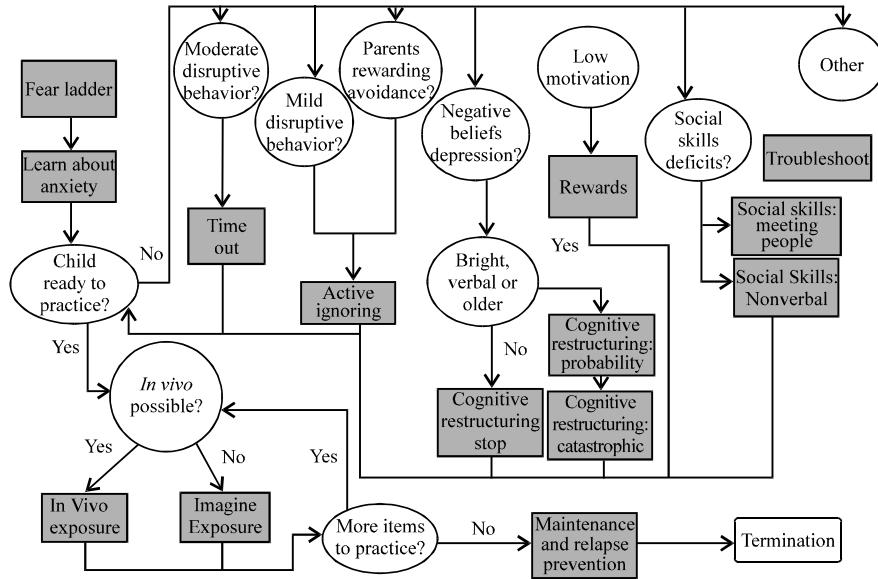 Moderate
disruptive
behavior?
Parents
rewarding
avoidance?
Low
motivation
Other
Fear ladder
Mild
disruptive
behavior?
Negative
beliefs
depression?
Social
skills
deficits?
Troubleshoot
Learn about
anxiety
Rewards
Time
out
Social skills:
meeting
people
No
Yes
Child
ready to
practice?
Bright,
verbal or
older
Social Skills:
Nonverbal
Active
ignoring
Cognitive
restructuring:
probability
Yes
No
In vivo
possible?
Cognitive
restructuring
stop
Cognitive
restructuring:
catastrophic
Yes
No
Yes
In Vivo
exposure
Imagine
Exposure
More items
to practice?
No
Maintenance
and relapse
prevention
Termination